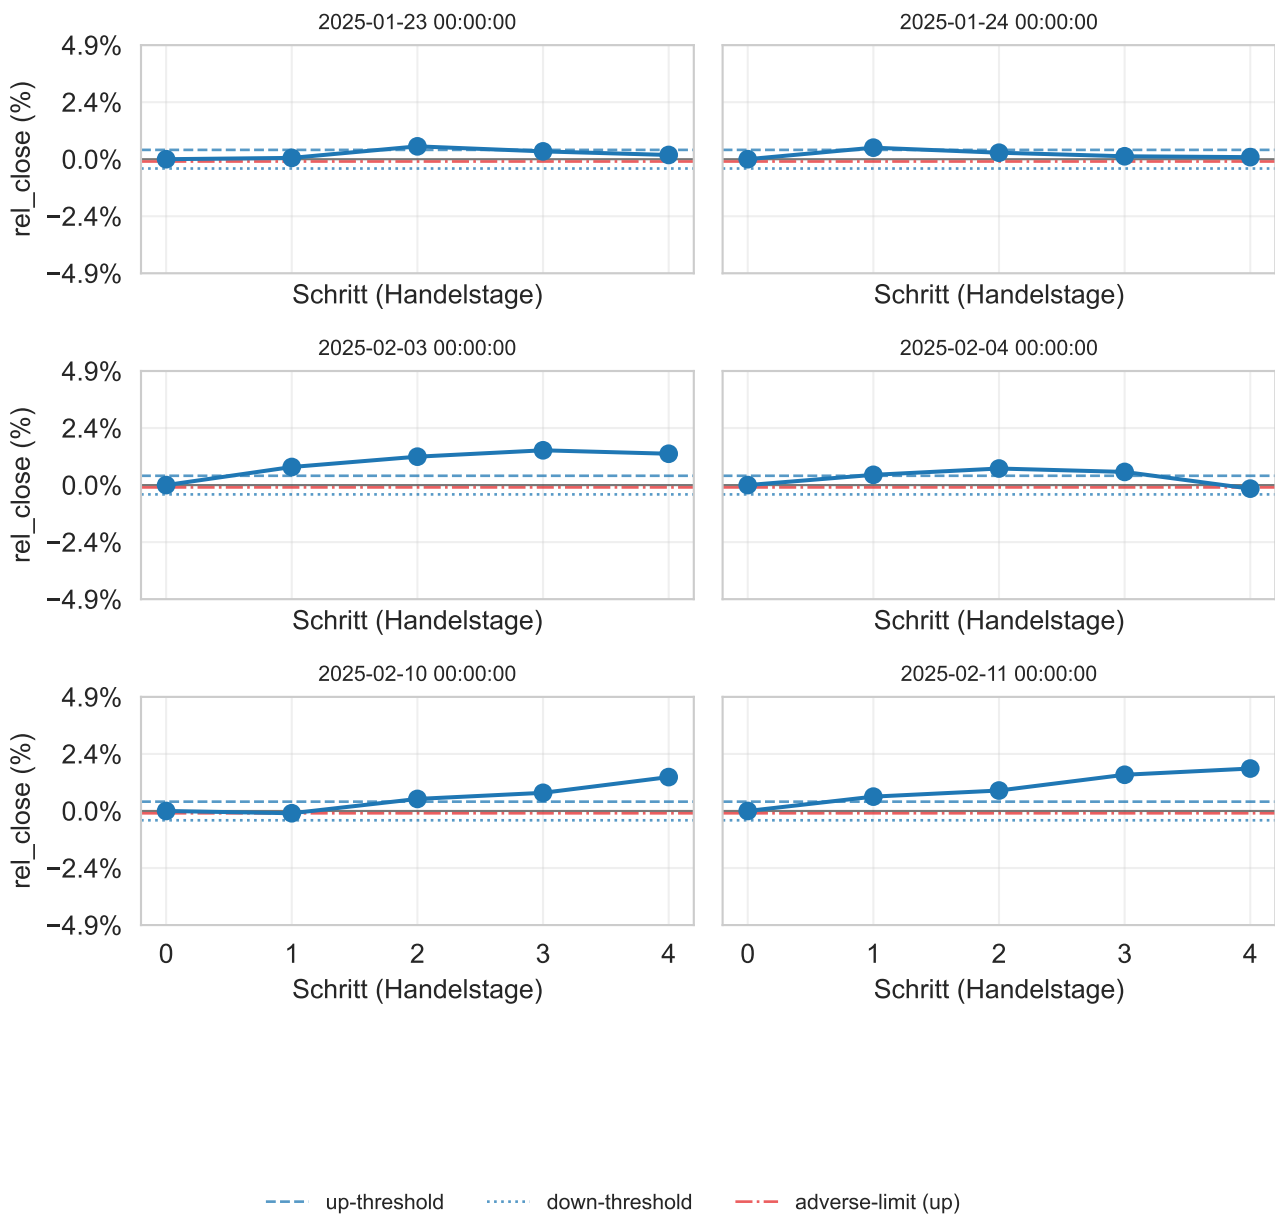 2025-01-23 00:00:00
2025-01-24 00:00:00
4.9%
2.4%
0.0%
−2.4%
−4.9%
rel_close (%)
Schritt (Handelstage)
Schritt (Handelstage)
2025-02-03 00:00:00
2025-02-04 00:00:00
4.9%
2.4%
0.0%
−2.4%
−4.9%
rel_close (%)
Schritt (Handelstage)
Schritt (Handelstage)
2025-02-10 00:00:00
2025-02-11 00:00:00
4.9%
2.4%
0.0%
−2.4%
−4.9%
rel_close (%)
0 1 2 3 4
0 1 2 3 4
Schritt (Handelstage)
Schritt (Handelstage)
up-threshold down-threshold adverse-limit (up)